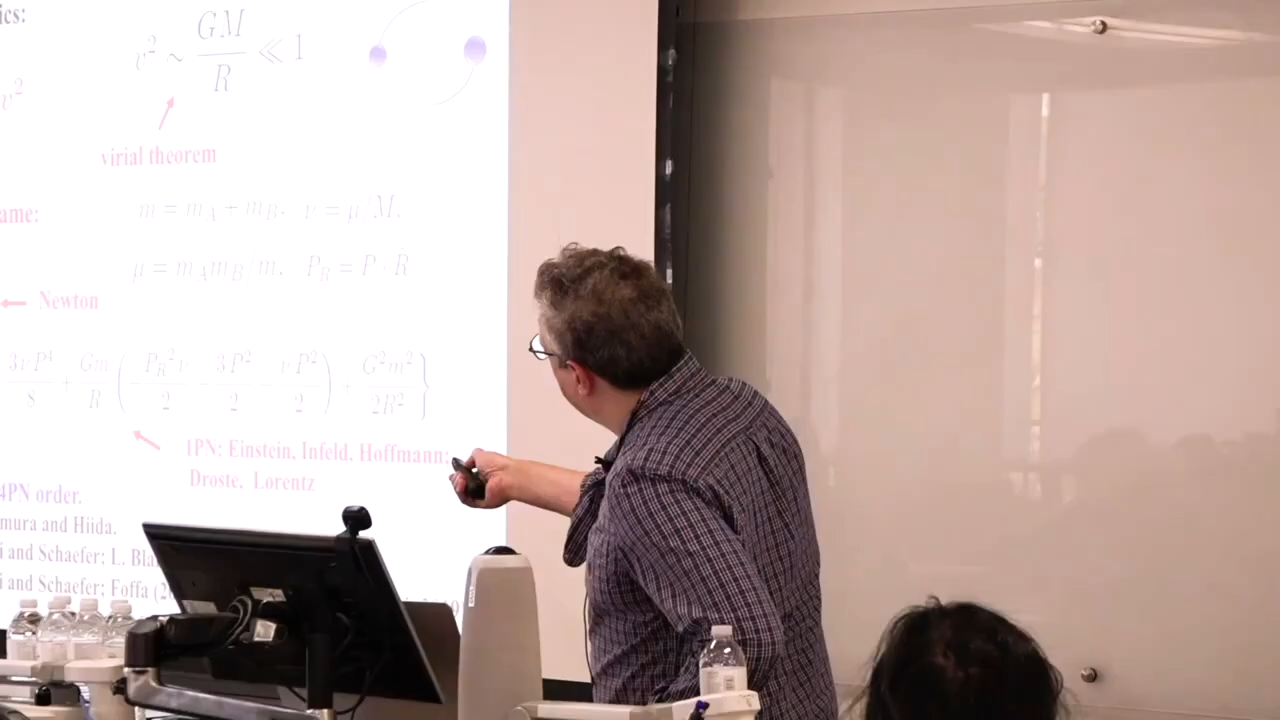 ics:
v² ~ GM/R ≪ 1
v²
virial theorem
ame: m = m_A + m_B, ν = μ/M,
μ = m_A m_B/m, P_R = P · R
← Newton
3νP⁴/8 + Gm/R ( P_R²ν/2 3P²/2 νP²/2 ) + G²m²/2R² }
1PN: Einstein, Infeld, Hoffmann;
Droste, Lorentz
4PN order.
mura and Hiida,
i and Schaefer; L. Bla
i and Schaefer; Foffa (2